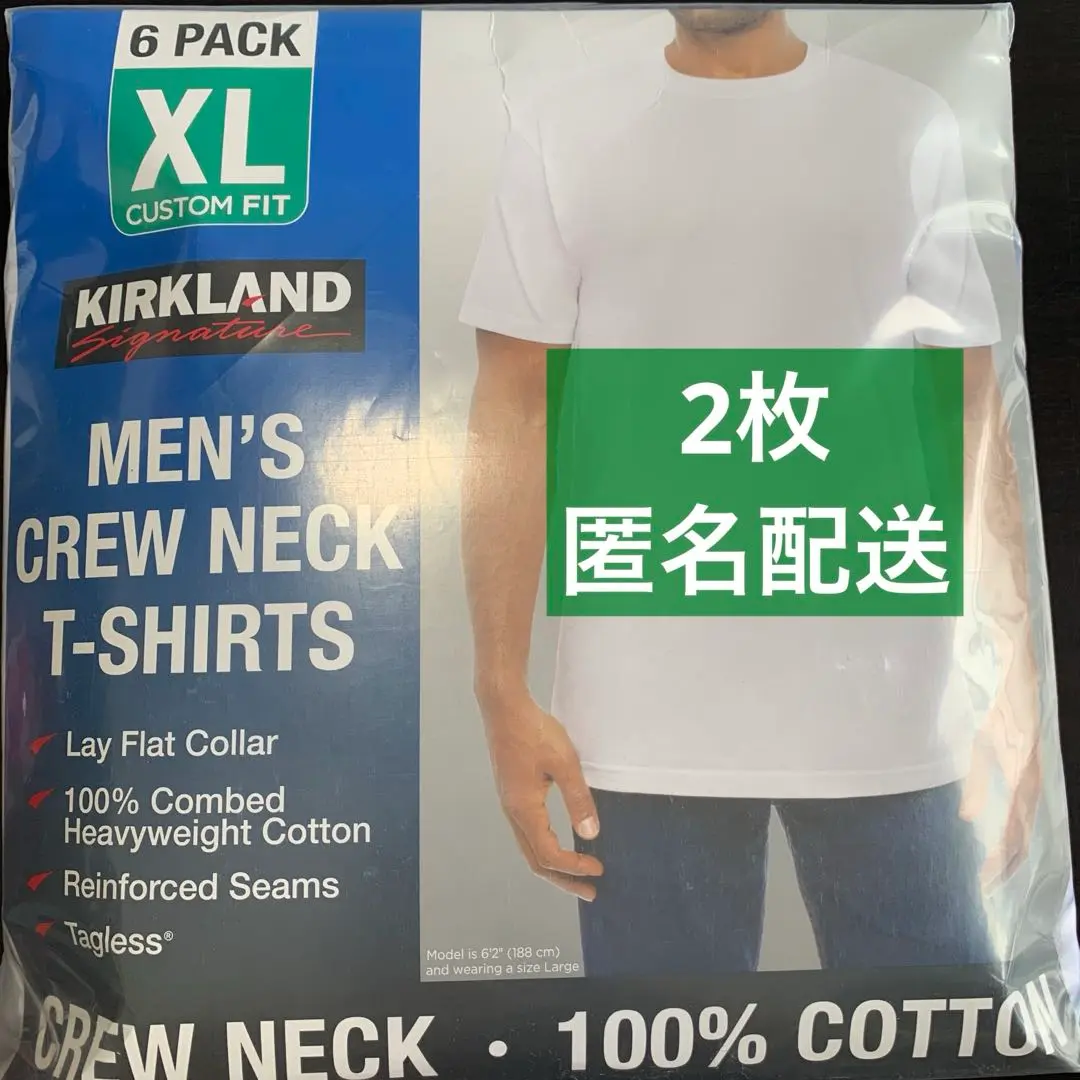 6 PACK
XL
CUSTOM FIT
KIRKLAND
Signature
MEN'S
CREW NECK
T-SHIRTS
Lay Flat Collar
100% Combed
Heavyweight Cotton
Reinforced Seams
Tagless®
2枚
匿名配送
Model is 6'2" (188 cm)
and wearing a size Large
CREW NECK • 100% COTTON